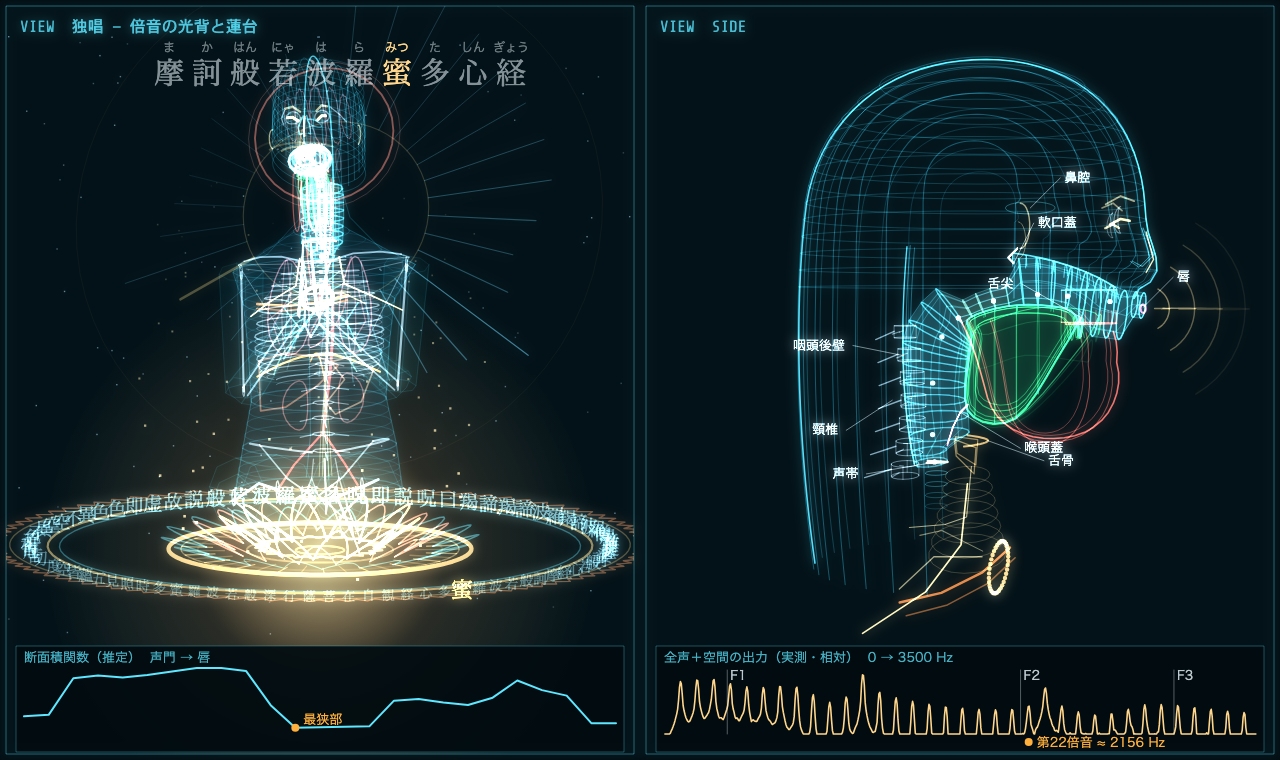 VIEW 独唱 – 倍音の光背と蓮台
ま か はん にゃ は ら みつ た しん ぎょう
摩訶般若波羅蜜多心経
蜜
断面積関数（推定） 声門 → 唇
最狭部
VIEW SIDE
鼻腔
軟口蓋
唇
舌尖
咽頭後壁
頸椎
喉頭蓋
舌骨
声帯
全声＋空間の出力（実測・相対） 0 → 3500 Hz
F1
F2
F3
第22倍音 ≈ 2156 Hz